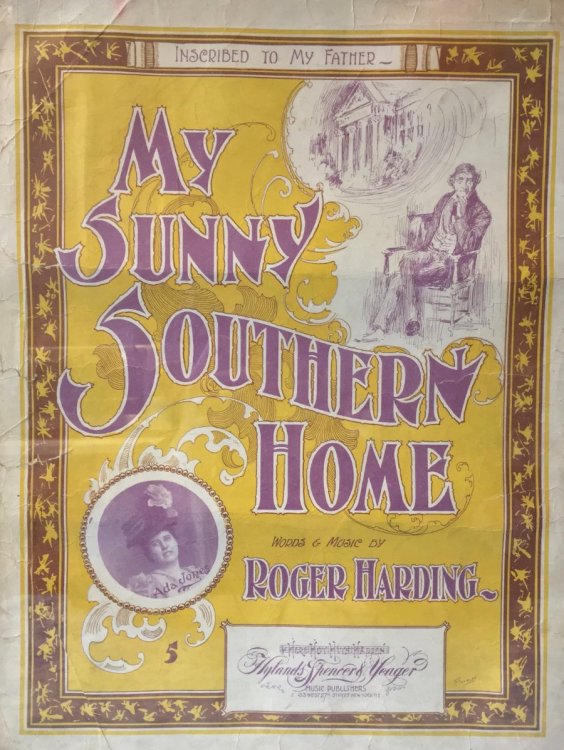 INSCRIBED TO MY FATHER
MY
SUNNY
SOUTHERN
HOME
WORDS & MUSIC BY
ROGER HARDING
Ada Jones
5
Hylands Spencer & Yeager
MUSIC PUBLISHERS